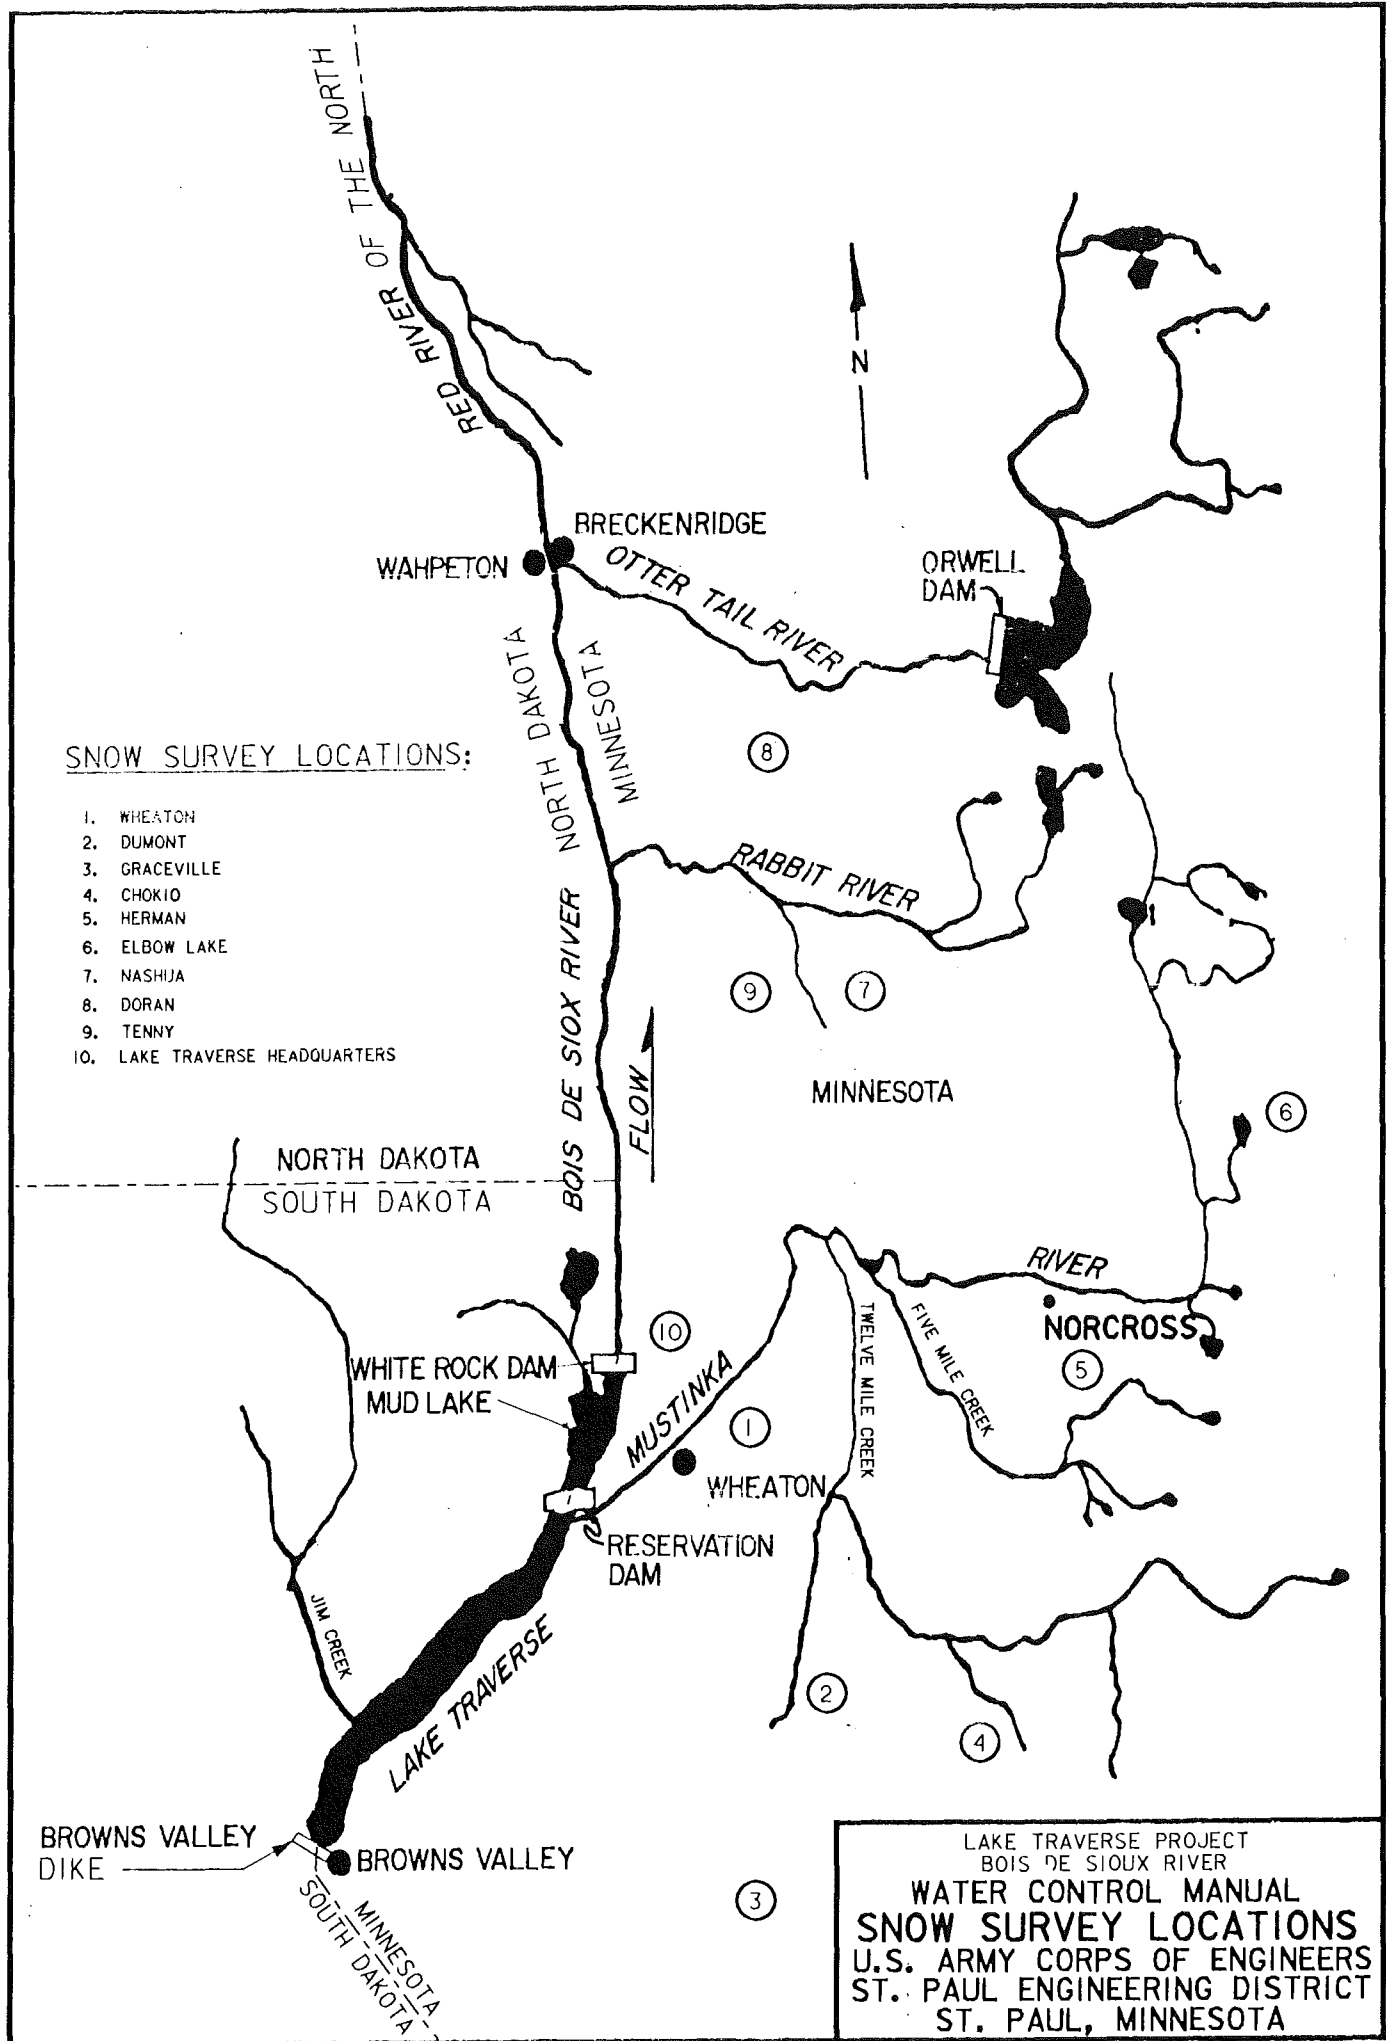 RED RIVER OF THE NORTH
N
BRECKENRIDGE
WAHPETON
OTTER TAIL RIVER
ORWELL
DAM
NORTH DAKOTA
MINNESOTA
8
SNOW SURVEY LOCATIONS:
1. WHEATON
2. DUMONT
3. GRACEVILLE
4. CHOKIO
5. HERMAN
6. ELBOW LAKE
7. NASHUA
8. DORAN
9. TENNY
10. LAKE TRAVERSE HEADQUARTERS
RABBIT RIVER
BOIS DE SIOX RIVER
9
7
FLOW
MINNESOTA
6
NORTH DAKOTA
SOUTH DAKOTA
RIVER
NORCROSS
10
TWELVE MILE CREEK
FIVE MILE CREEK
5
WHITE ROCK DAM
MUD LAKE
MUSTINKA
1
WHEATON
RESERVATION
DAM
JIM CREEK
LAKE TRAVERSE
2
4
BROWNS VALLEY
DIKE
BROWNS VALLEY
MINNESOTA
SOUTH DAKOTA
3
LAKE TRAVERSE PROJECT
BOIS DE SIOUX RIVER
WATER CONTROL MANUAL
SNOW SURVEY LOCATIONS
U.S. ARMY CORPS OF ENGINEERS
ST. PAUL ENGINEERING DISTRICT
ST. PAUL, MINNESOTA